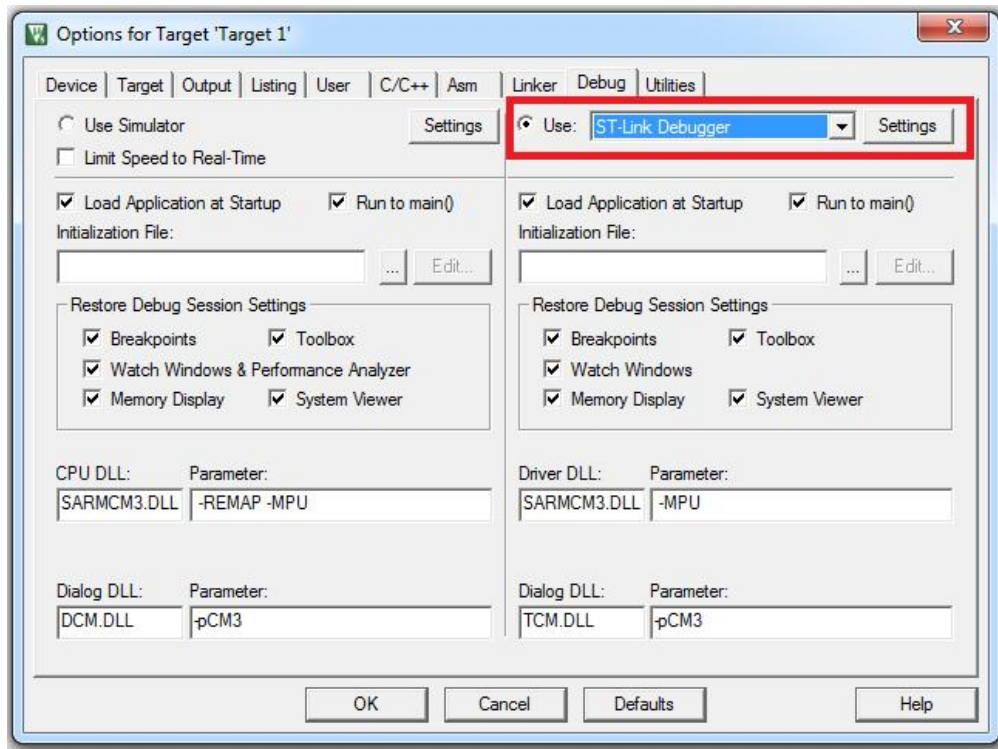 Options for Target 'Target 1'
Device Target Output Listing User C/C++ Asm Linker Debug Utilities
Use Simulator Settings
Limit Speed to Real-Time
Use: ST-Link Debugger Settings
Load Application at Startup Run to main()
Initialization File:
... Edit...
Restore Debug Session Settings
Breakpoints Toolbox
Watch Windows & Performance Analyzer
Memory Display System Viewer
CPU DLL: Parameter:
SARMCM3.DLL -REMAP -MPU
Dialog DLL: Parameter:
DCM.DLL -pCM3
Load Application at Startup Run to main()
Initialization File:
... Edit...
Restore Debug Session Settings
Breakpoints Toolbox
Watch Windows
Memory Display System Viewer
Driver DLL: Parameter:
SARMCM3.DLL -MPU
Dialog DLL: Parameter:
TCM.DLL -pCM3
OK Cancel Defaults Help